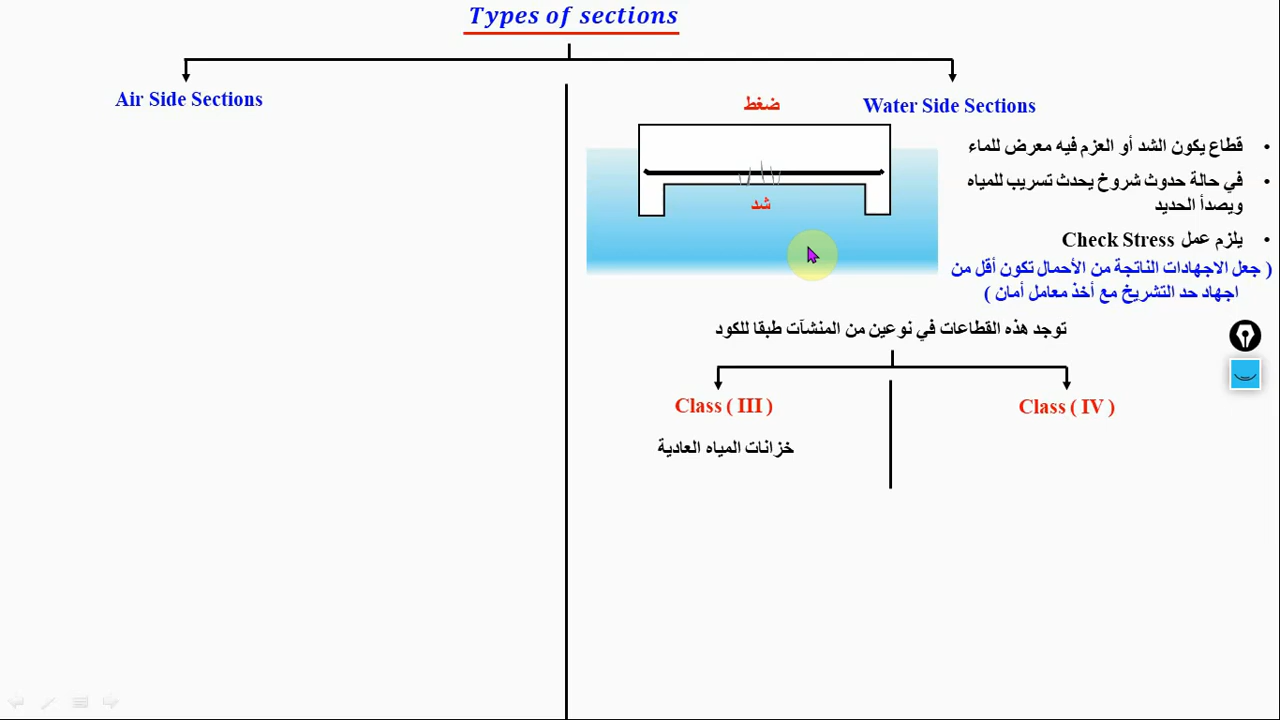 Types of sections
Air Side Sections
Water Side Sections
ضغط
شد
• قطاع يكون الشد أو العزم فيه معرض للماء
• في حالة حدوث شروخ يحدث تسريب للمياه
ويصدأ الحديد
• يلزم عمل Check Stress
( جعل الاجهادات الناتجة من الأحمال تكون أقل من
اجهاد حد التشريخ مع أخذ معامل أمان )
توجد هذه القطاعات في نوعين من المنشآت طبقا للكود
Class ( III )
Class ( IV )
خزانات المياه العادية